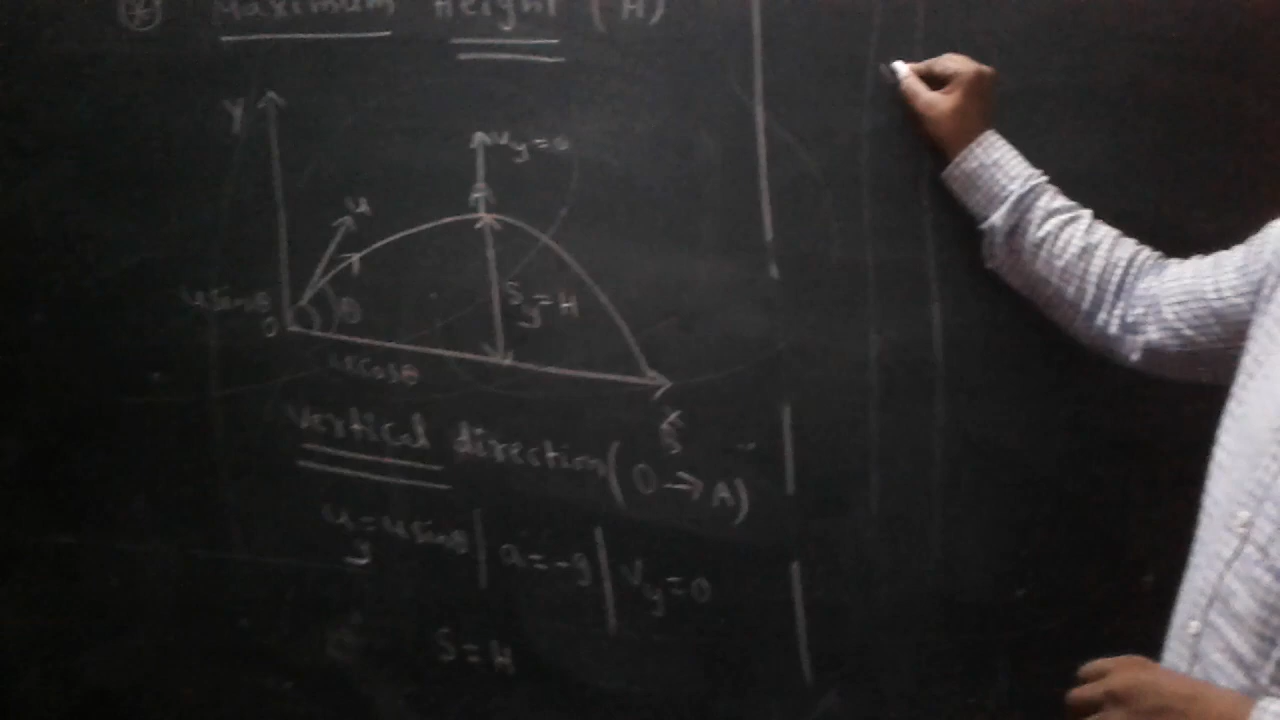 Maximum Height (H)
Y
Vy=0
u
usinθ
θ
Sy=H
O
ucosθ
X
Vertical direction (O→A)
uy=usinθ | a=-g | Vy=0
S=H